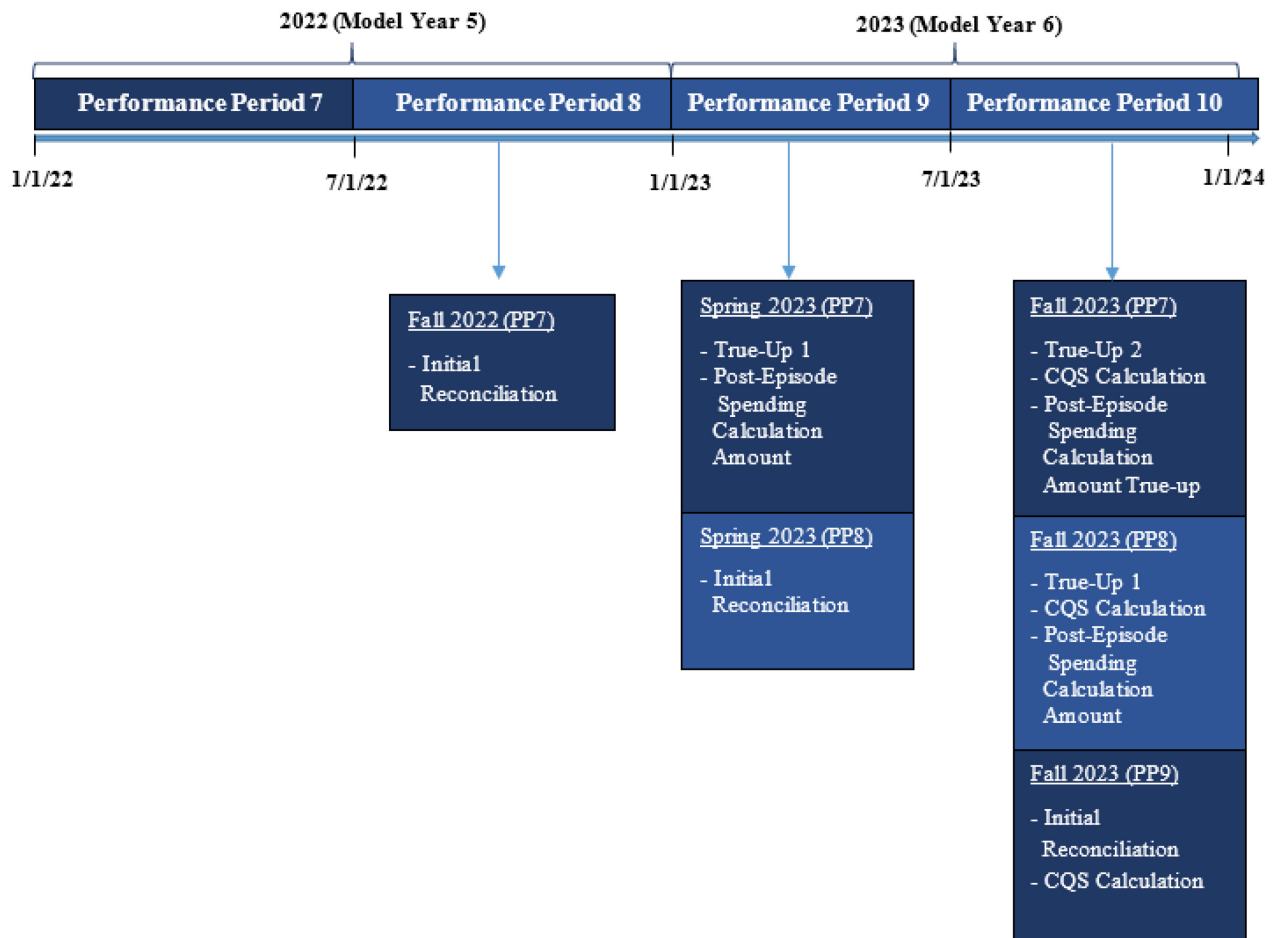 2022 (Model Year 5)
2023 (Model Year 6)
Performance Period 7
Performance Period 8
Performance Period 9
Performance Period 10
1/1/22
7/1/22
1/1/23
7/1/23
1/1/24
Fall 2022 (PP7)
- Initial
Reconciliation
Spring 2023 (PP7)
- True-Up 1
- Post-Episode
Spending
Calculation
Amount
Spring 2023 (PP8)
- Initial
Reconciliation
Fall 2023 (PP7)
- True-Up 2
- CQS Calculation
- Post-Episode
Spending
Calculation
Amount True-up
Fall 2023 (PP8)
- True-Up 1
- CQS Calculation
- Post-Episode
Spending
Calculation
Amount
Fall 2023 (PP9)
- Initial
Reconciliation
- CQS Calculation